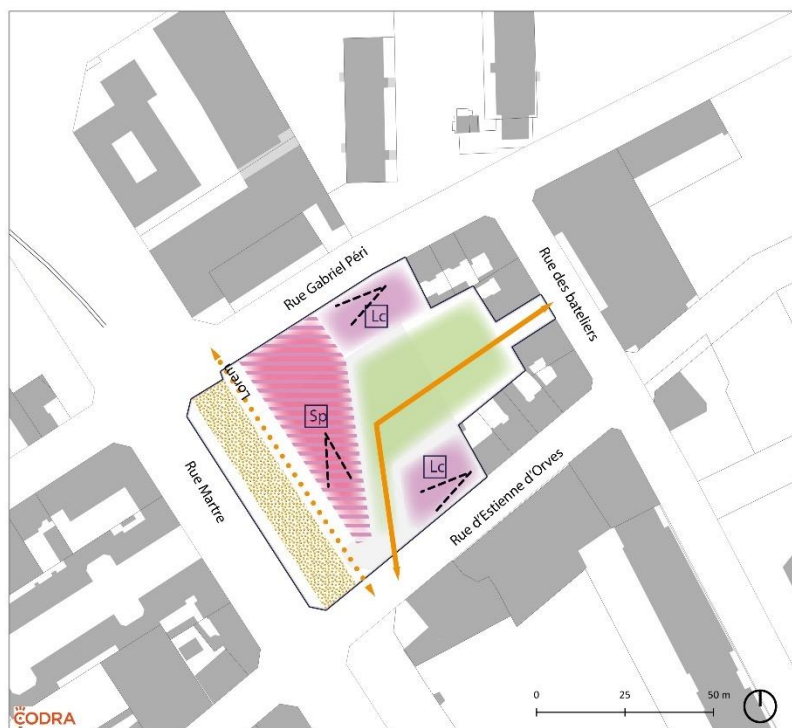 Rue Gabriel Péri
Rue des bateliers
Lc
Lorem
Sp
Lc
Rue Martre
Rue d'Estienne d'Orves
0 25 50 m
CODRA